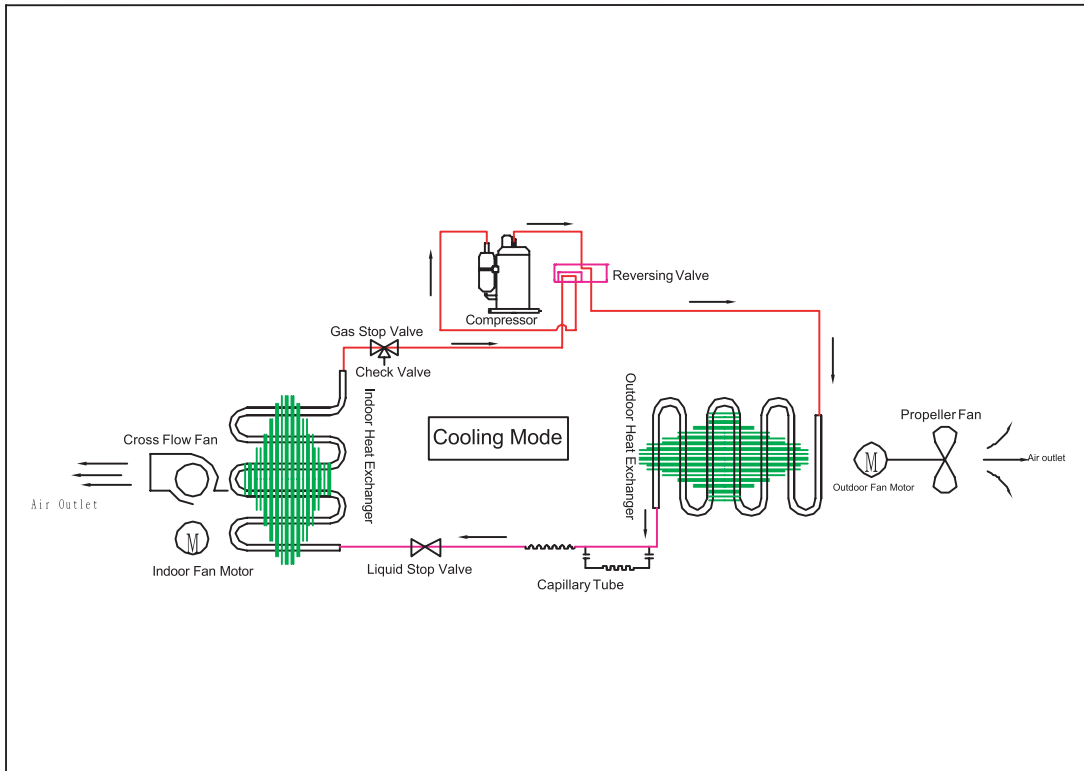 Reversing Valve
Compressor
Gas Stop Valve
Check Valve
Indoor Heat Exchanger
Outdoor Heat Exchanger
Cooling Mode
Propeller Fan
Cross Flow Fan
M
Air outlet
Outdoor Fan Motor
Air Outlet
M
Indoor Fan Motor
Liquid Stop Valve
Capillary Tube